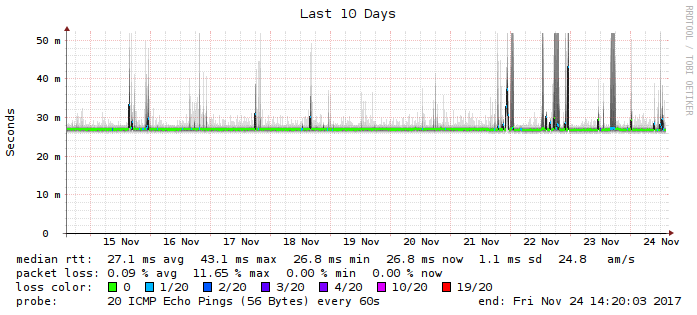 Last 10 Days
RRDTOOL / TOBI OETIKER
Seconds
50 m
40 m
30 m
20 m
10 m
0
15 Nov 16 Nov 17 Nov 18 Nov 19 Nov 20 Nov 21 Nov 22 Nov 23 Nov 24 Nov
median rtt: 27.1 ms avg 43.1 ms max 26.8 ms min 26.8 ms now 1.1 ms sd 24.8 am/s
packet loss: 0.09 % avg 11.65 % max 0.00 % min 0.00 % now
loss color: 0 1/20 2/20 3/20 4/20 10/20 19/20
probe: 20 ICMP Echo Pings (56 Bytes) every 60s end: Fri Nov 24 14:20:03 2017